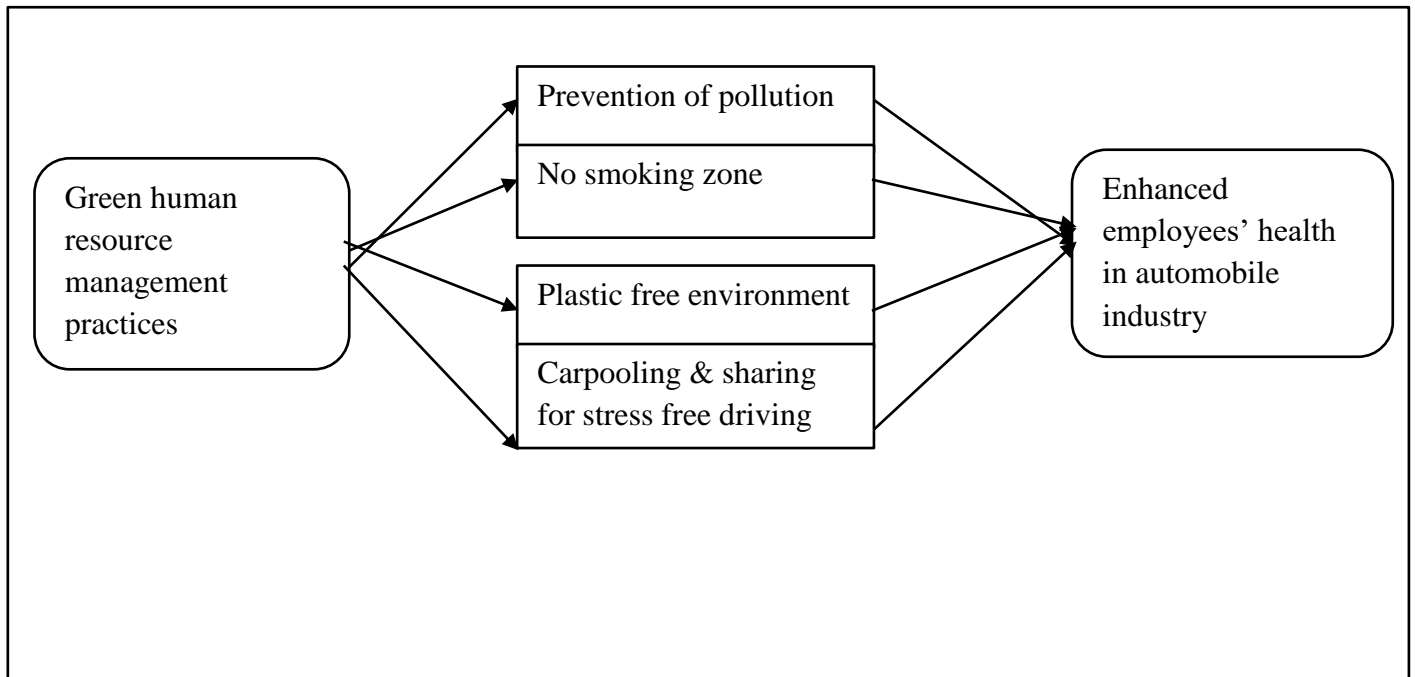 Green human
resource
management
practices
Prevention of pollution
No smoking zone
Plastic free environment
Carpooling & sharing
for stress free driving
Enhanced
employees’ health
in automobile
industry